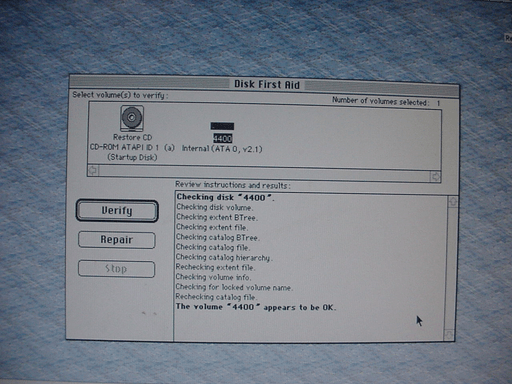 Disk First Aid
Select volume(s) to verify:
Number of volumes selected: 1
Restore CD
CD-ROM ATAPI ID 1 (a)
(Startup Disk)
4400
Internal (ATA 0, v2.1)
Review instructions and results:
Verify
Repair
Stop
Checking disk "4400".
Checking disk volume.
Checking extent BTree.
Checking extent file.
Checking catalog BTree.
Checking catalog file.
Checking catalog hierarchy.
Rechecking extent file.
Checking volume info.
Checking for locked volume name.
Rechecking catalog file.
The volume "4400" appears to be OK.